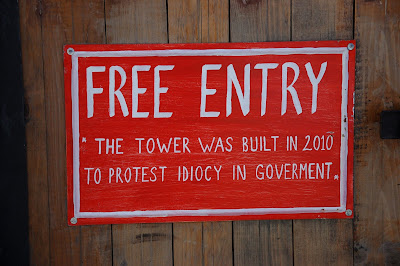 FREE ENTRY
"THE TOWER WAS BUILT IN 2010
TO PROTEST IDIOCY IN GOVERMENT."